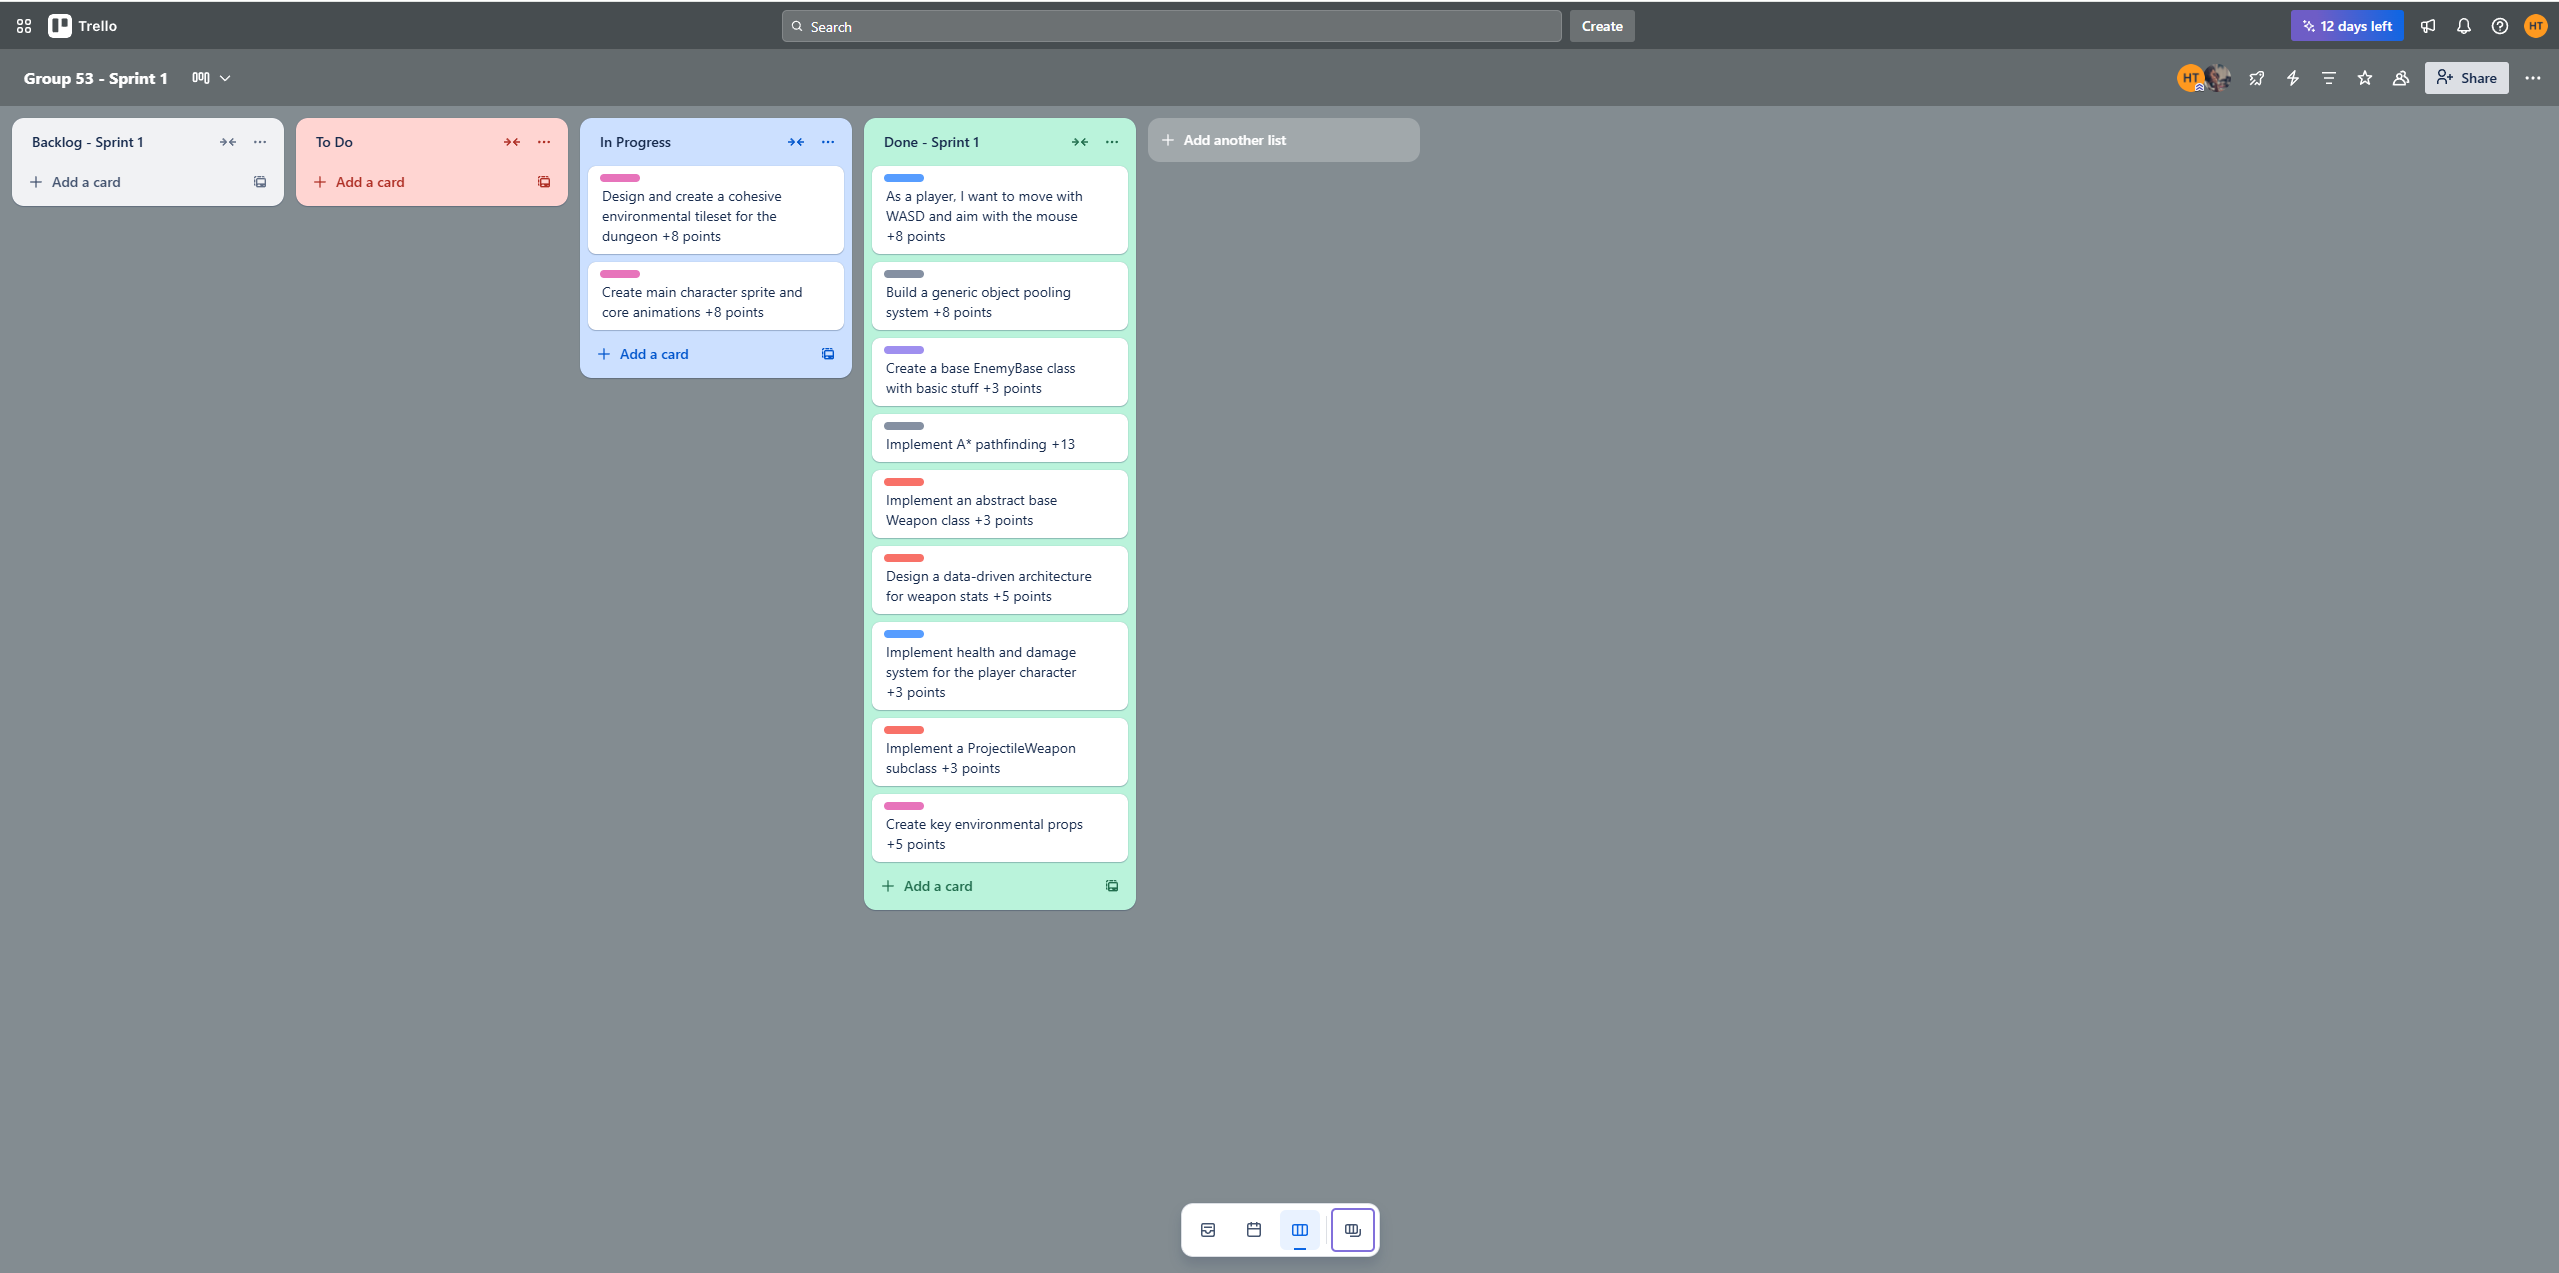 Trello
Search
Create
12 days left
HT
Group 53 - Sprint 1
HT
Share
Backlog - Sprint 1
Add a card
To Do
Add a card
In Progress
Design and create a cohesive
environmental tileset for the
dungeon +8 points
Create main character sprite and
core animations +8 points
Add a card
Done - Sprint 1
As a player, I want to move with
WASD and aim with the mouse
+8 points
Build a generic object pooling
system +8 points
Create a base EnemyBase class
with basic stuff +3 points
Implement A* pathfinding +13
Implement an abstract base
Weapon class +3 points
Design a data-driven architecture
for weapon stats +5 points
Implement health and damage
system for the player character
+3 points
Implement a ProjectileWeapon
subclass +3 points
Create key environmental props
+5 points
Add a card
Add another list